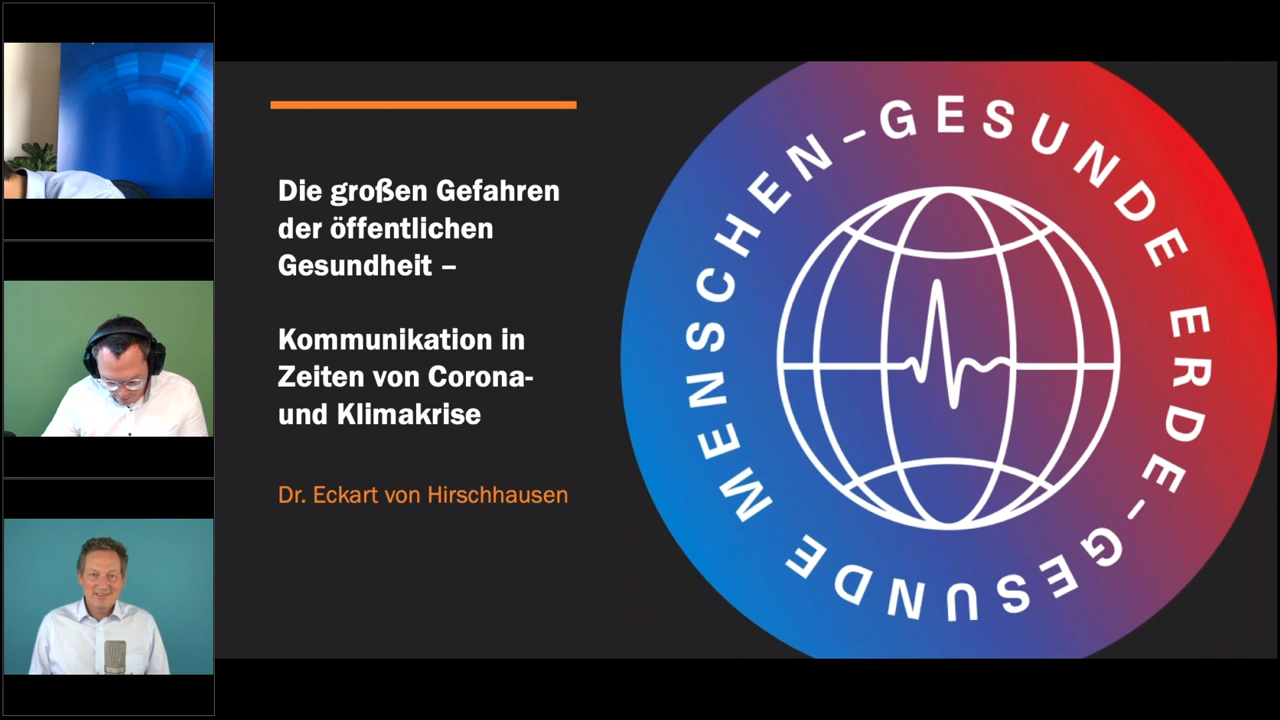 Die großen Gefahren
der öffentlichen
Gesundheit –
Kommunikation in
Zeiten von Corona-
und Klimakrise
Dr. Eckart von Hirschhausen
GESUNDE MENSCHEN – GESUNDE ERDE –